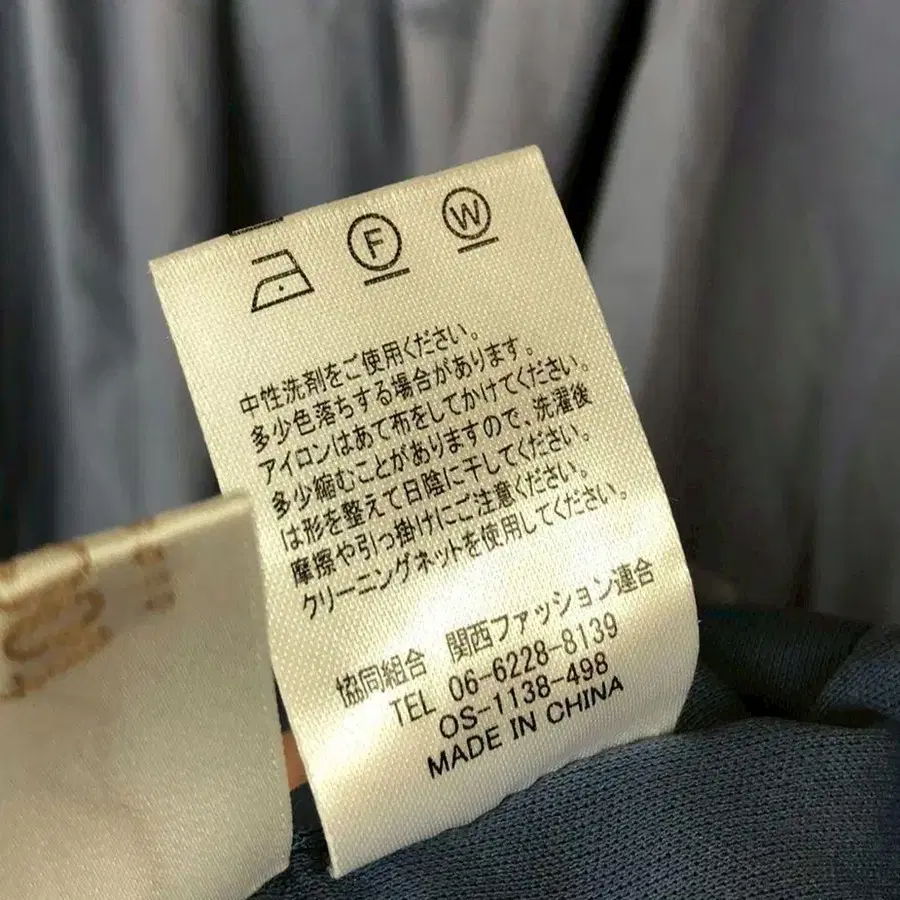 F W
中性洗剤をご使用ください。
多少色落ちする場合があります。
アイロンはあて布をしてかけてください。
多少縮むことがありますので、洗濯後
は形を整えて日陰に干してください。
摩擦や引っ掛けにご注意ください。
クリーニングネットを使用してください。
協同組合 関西ファッション連合
TEL 06-6228-8139
OS-1138-498
MADE IN CHINA